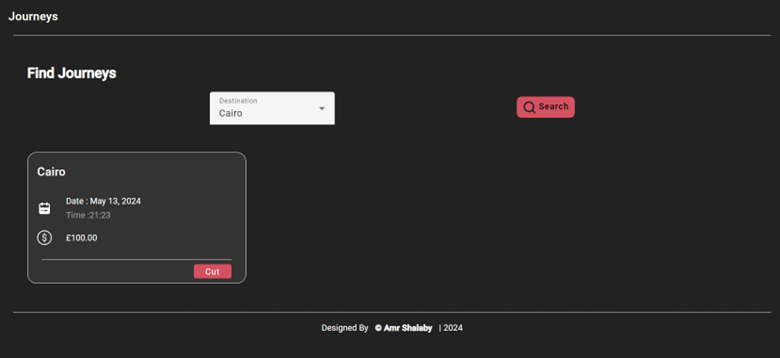 Journeys
Find Journeys
Destination
Cairo
Search
Cairo
Date : May 13, 2024
Time :21:23
£100.00
Cut
Designed By © Amr Shalaby | 2024